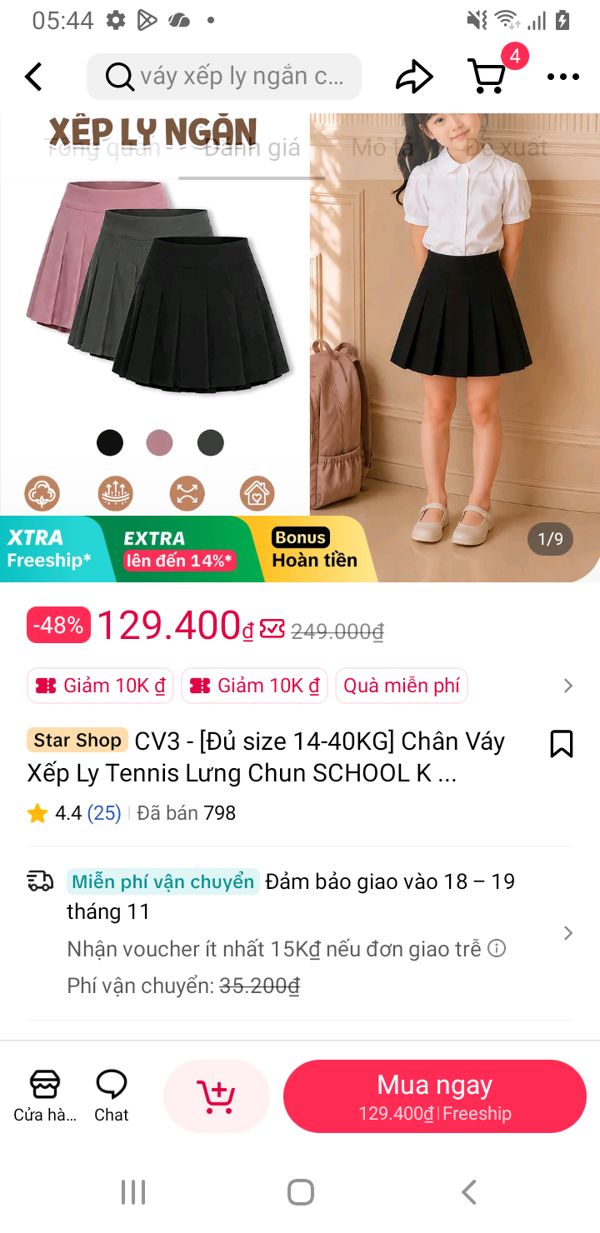 05:44
váy xếp ly ngắn c...
4
XẾP LY NGẮN
Tổng quan
Đánh giá
Mô tả
Đề xuất
XTRA
Freeship*
EXTRA
lên đến 14%*
Bonus
Hoàn tiền
1/9
-48% 129.400₫ 249.000₫
Giảm 10K ₫
Giảm 10K ₫
Quà miễn phí
Star Shop CV3 - [Đủ size 14-40KG] Chân Váy
Xếp Ly Tennis Lưng Chun SCHOOL K ...
4.4 (25) Đã bán 798
Miễn phí vận chuyển Đảm bảo giao vào 18 – 19
tháng 11
Nhận voucher ít nhất 15K₫ nếu đơn giao trễ
Phí vận chuyển: 35.200₫
Cửa hà...
Chat
Mua ngay
129.400₫ | Freeship